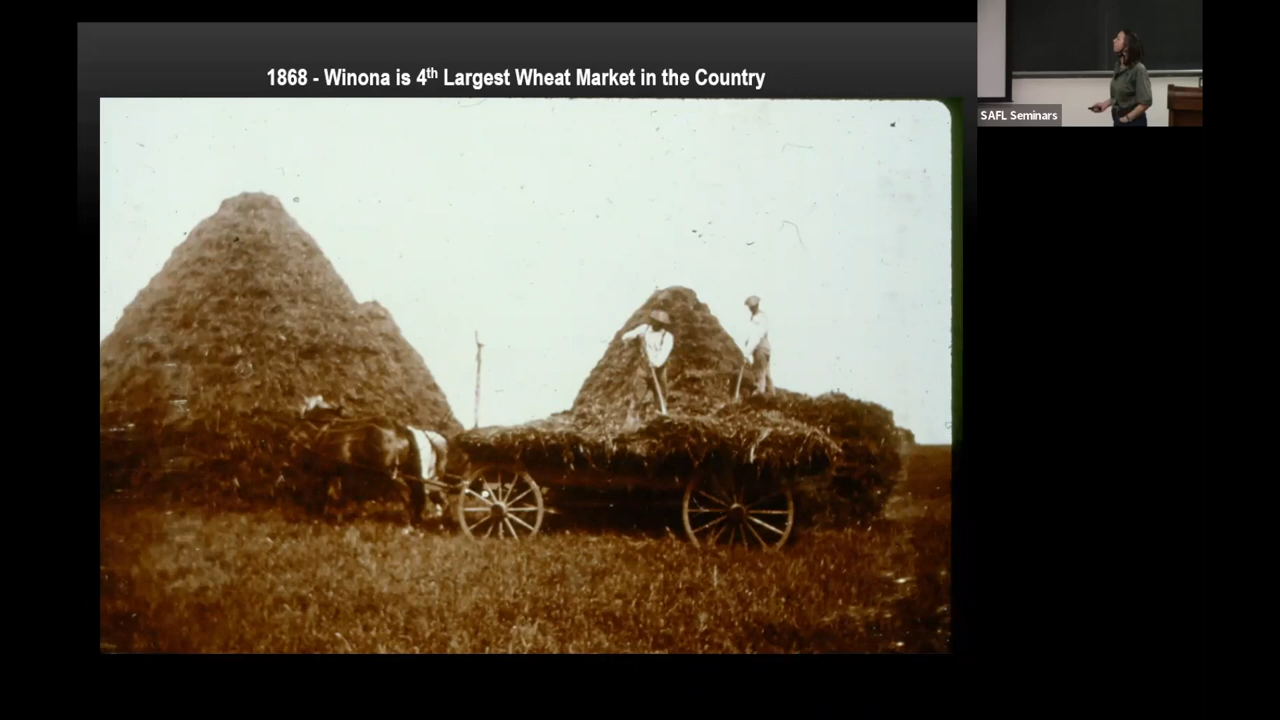 1868 - Winona is 4th Largest Wheat Market in the Country
SAFL Seminars